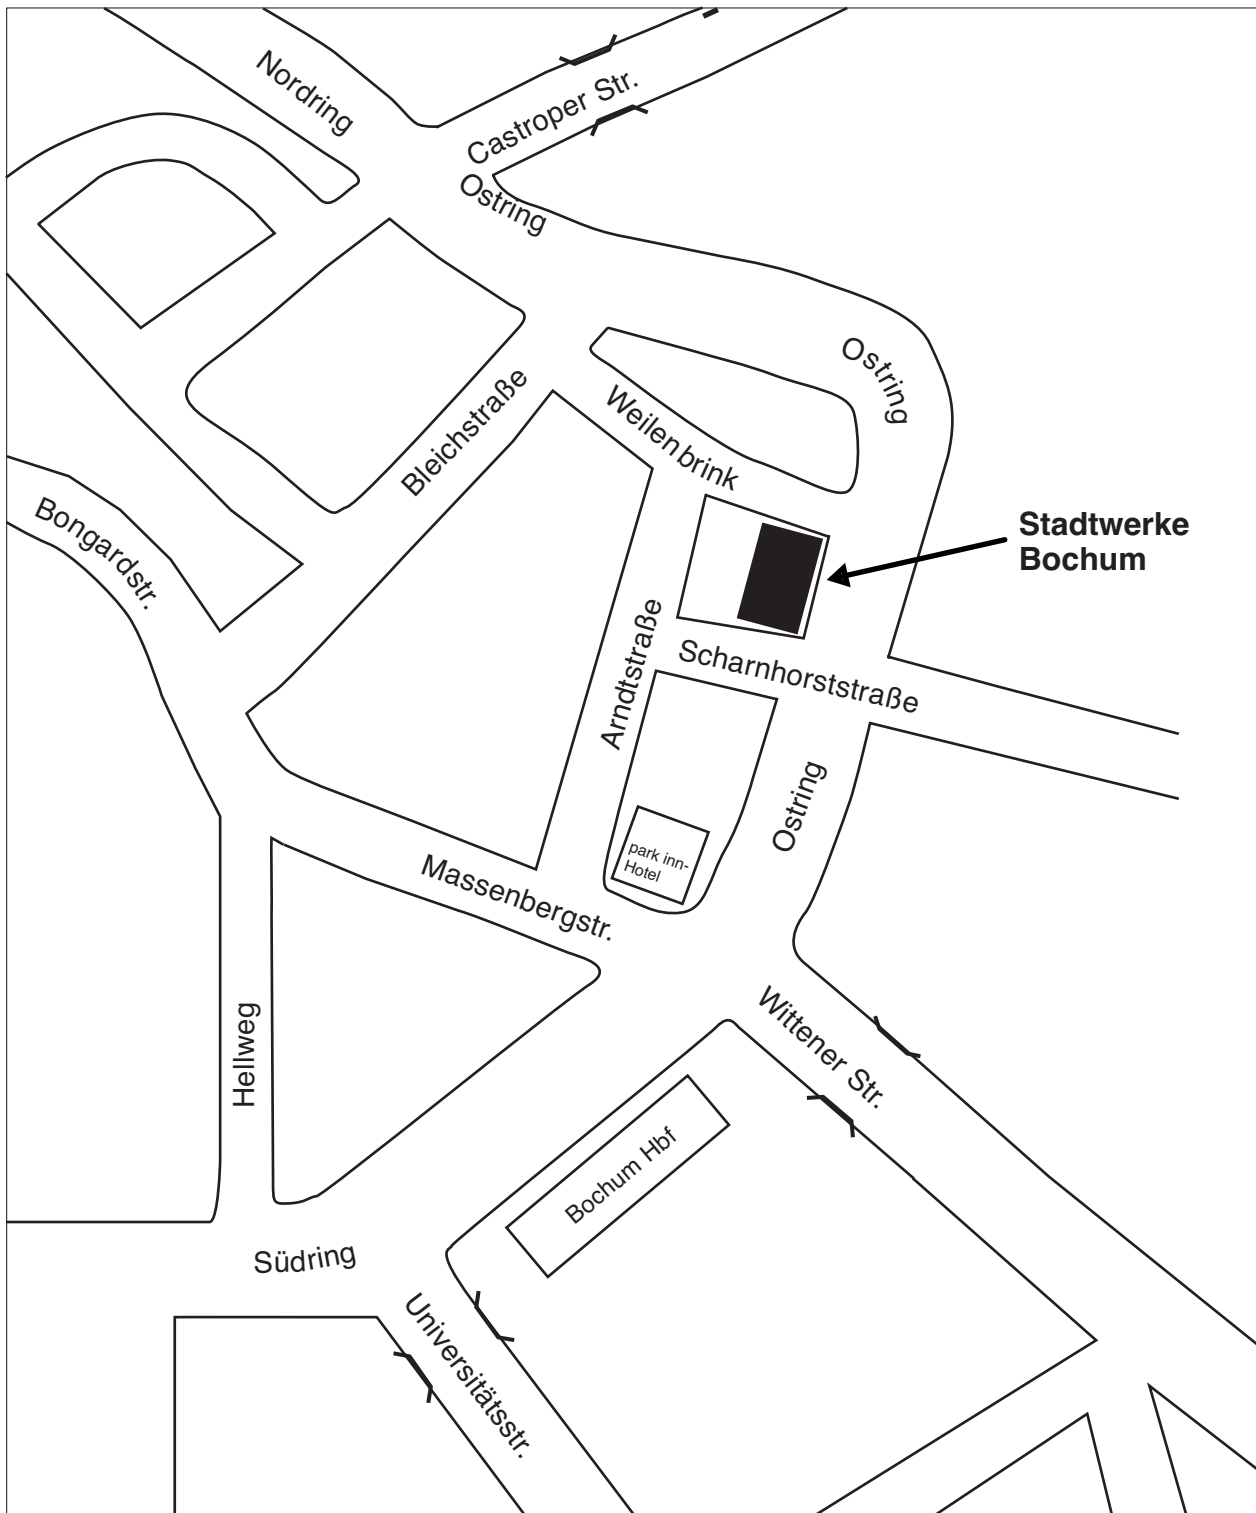 Nordring
Castroper Str.
Ostring
Ostring
Weilenbrink
Bleichstraße
Bongardstr.
Stadtwerke
Bochum
Arndtstraße
Scharnhorststraße
Ostring
park inn-
Hotel
Massenbergstr.
Wittener Str.
Hellweg
Bochum Hbf
Südring
Universitätsstr.